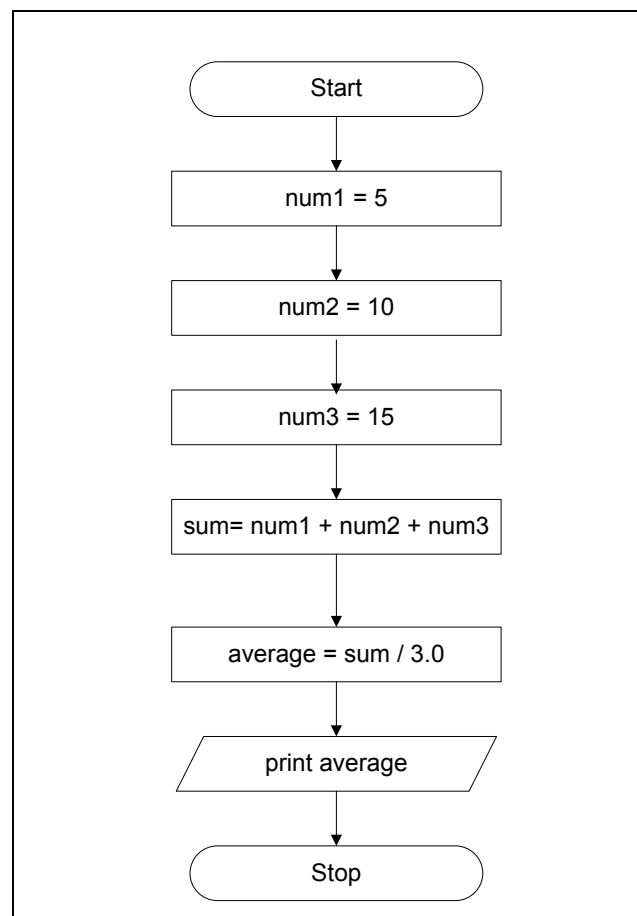 Start
num1 = 5
num2 = 10
num3 = 15
sum= num1 + num2 + num3
average = sum / 3.0
print average
Stop